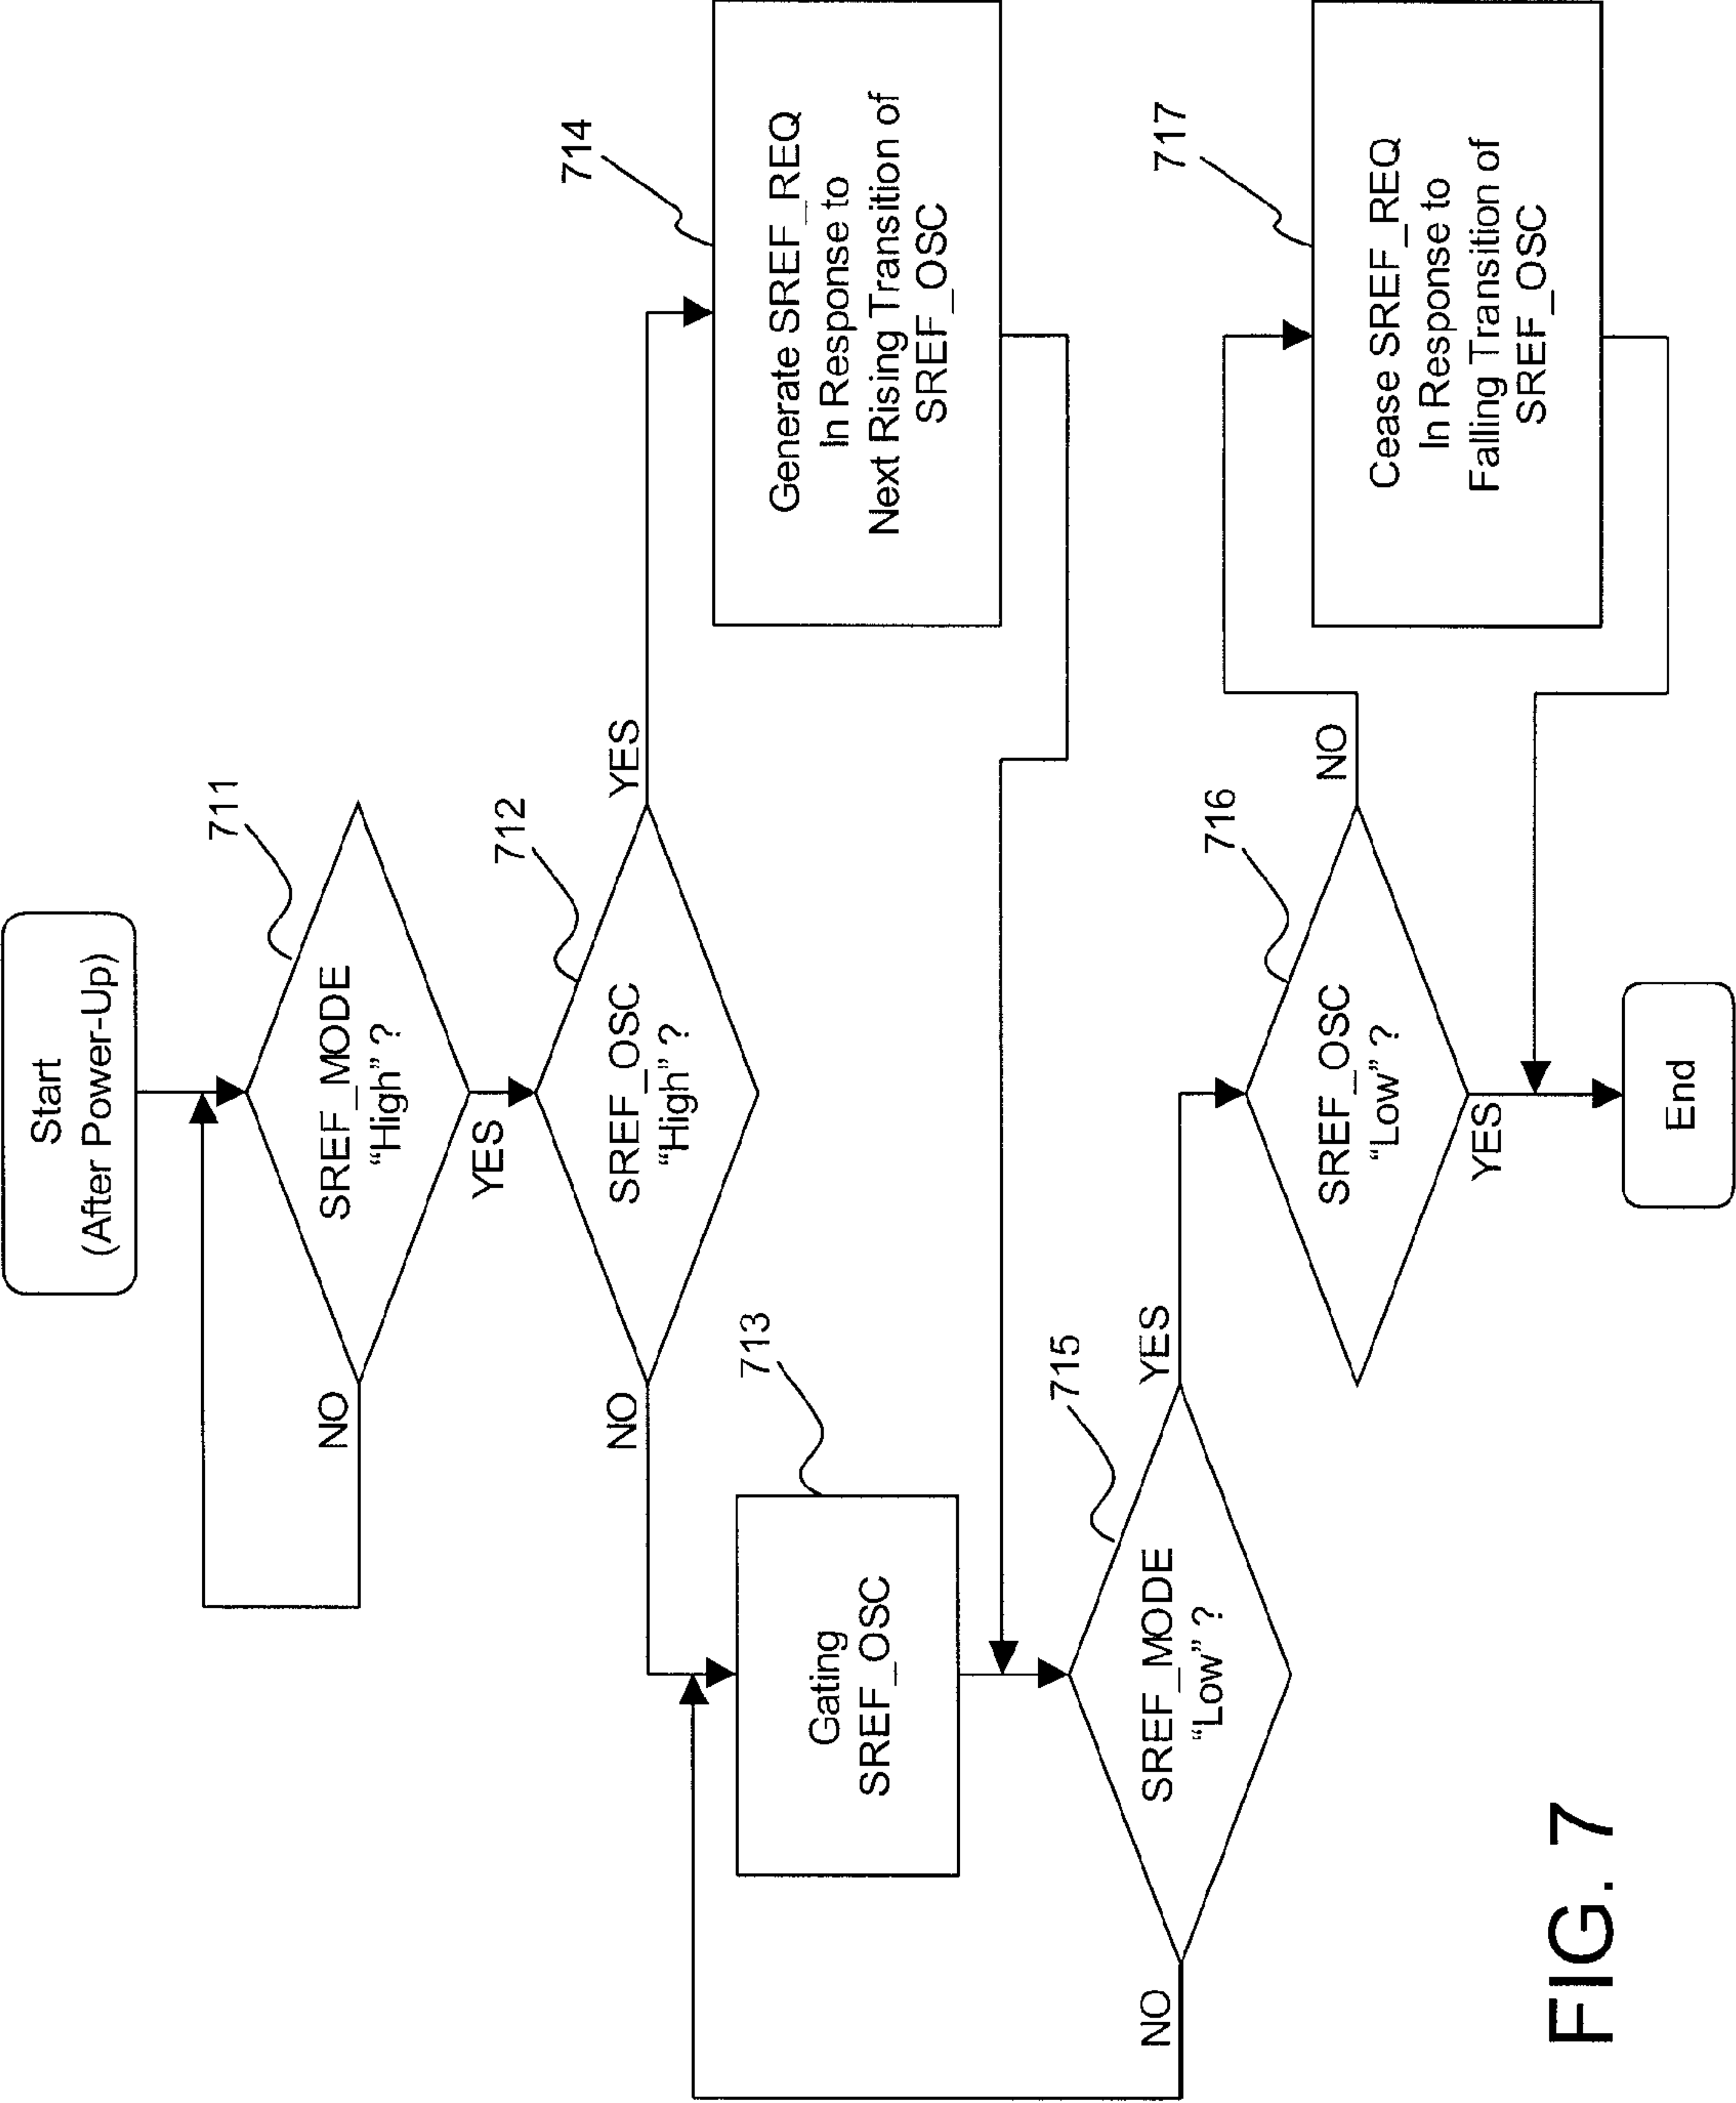 Start
(After Power-Up)
711
SREF_MODE
“High” ?
NO
YES
712
SREF_OSC
“High” ?
NO
YES
713
Gating
SREF_OSC
714
Generate SREF_REQ
In Response to
Next Rising Transition of
SREF_OSC
715
SREF_MODE
“Low” ?
NO
YES
716
SREF_OSC
“Low” ?
NO
YES
717
Cease SREF_REQ
In Response to
Falling Transition of
SREF_OSC
End
FIG. 7